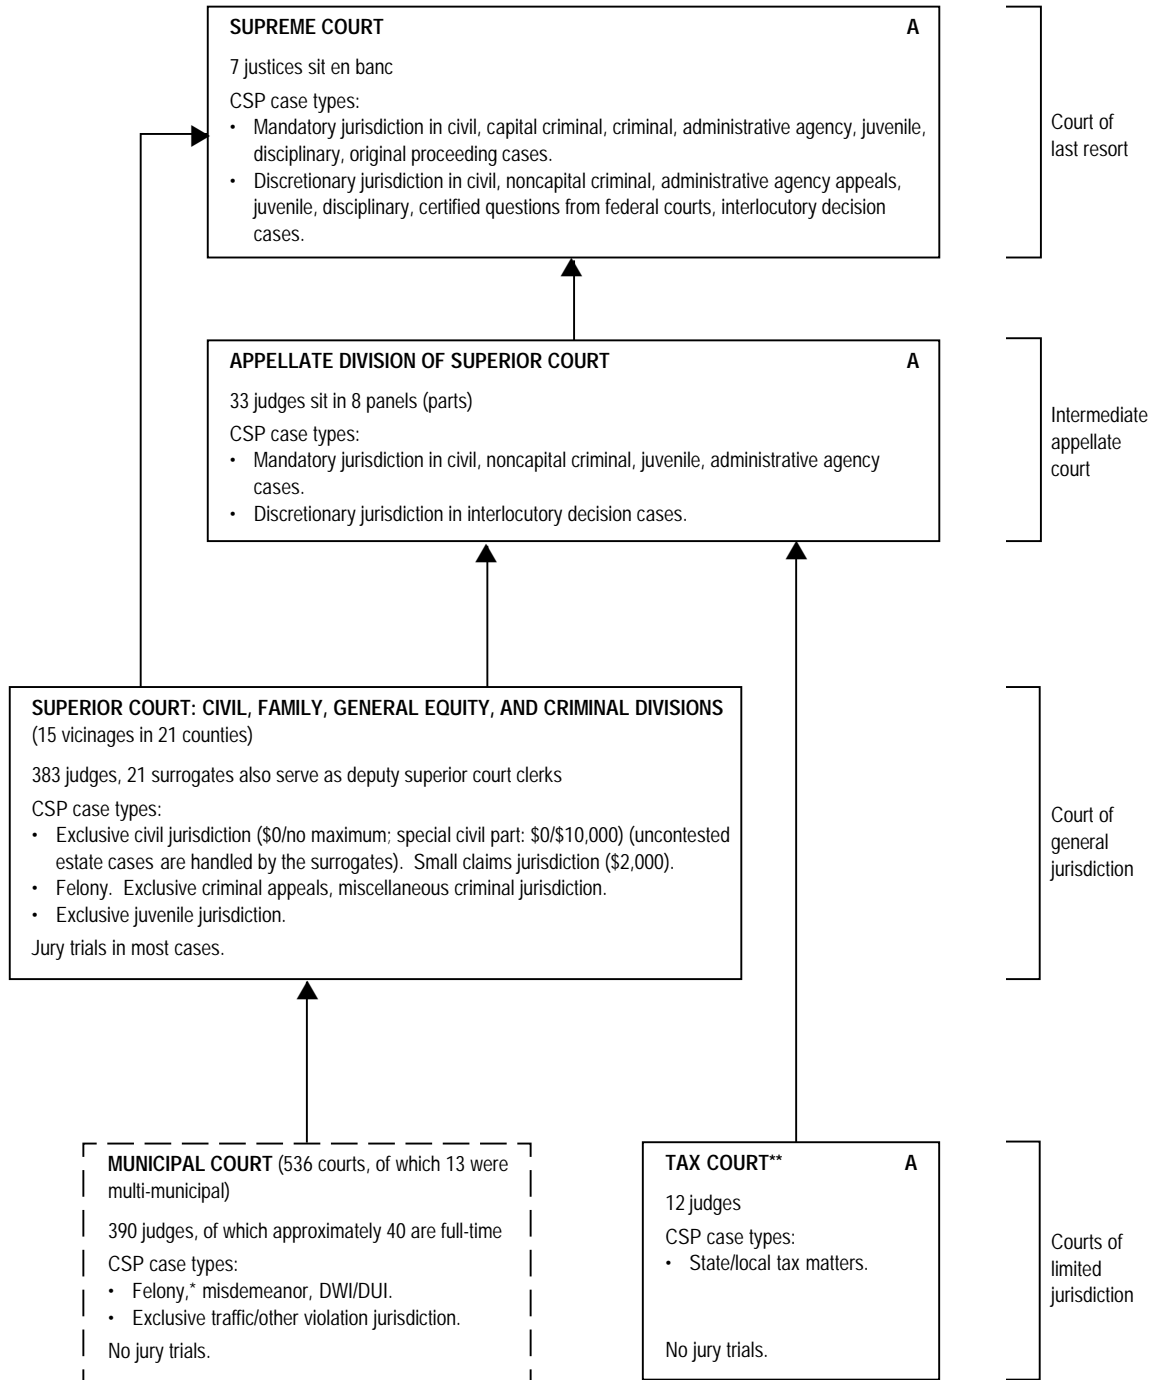 SUPREME COURT A
7 justices sit en banc
CSP case types:
• Mandatory jurisdiction in civil, capital criminal, criminal, administrative agency, juvenile,
disciplinary, original proceeding cases.
• Discretionary jurisdiction in civil, noncapital criminal, administrative agency appeals,
juvenile, disciplinary, certified questions from federal courts, interlocutory decision
cases.
Court of
last resort
APPELLATE DIVISION OF SUPERIOR COURT A
33 judges sit in 8 panels (parts)
CSP case types:
• Mandatory jurisdiction in civil, noncapital criminal, juvenile, administrative agency
cases.
• Discretionary jurisdiction in interlocutory decision cases.
Intermediate
appellate
court
SUPERIOR COURT: CIVIL, FAMILY, GENERAL EQUITY, AND CRIMINAL DIVISIONS
(15 vicinages in 21 counties)
383 judges, 21 surrogates also serve as deputy superior court clerks
CSP case types:
• Exclusive civil jurisdiction ($0/no maximum; special civil part: $0/$10,000) (uncontested
estate cases are handled by the surrogates). Small claims jurisdiction ($2,000).
• Felony. Exclusive criminal appeals, miscellaneous criminal jurisdiction.
• Exclusive juvenile jurisdiction.
Jury trials in most cases.
Court of
general
jurisdiction
MUNICIPAL COURT (536 courts, of which 13 were
multi-municipal)
390 judges, of which approximately 40 are full-time
CSP case types:
• Felony,* misdemeanor, DWI/DUI.
• Exclusive traffic/other violation jurisdiction.
No jury trials.
TAX COURT** A
12 judges
CSP case types:
• State/local tax matters.
No jury trials.
Courts of
limited
jurisdiction